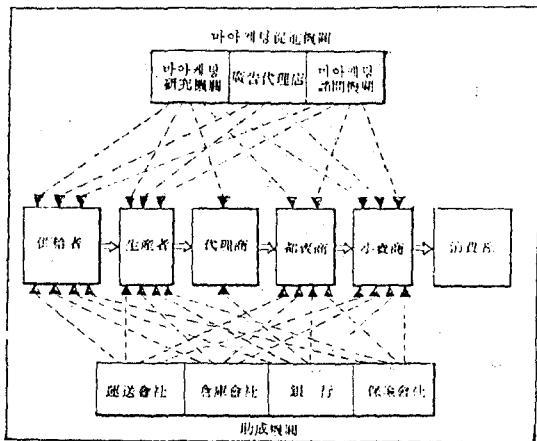 마아케팅促進機關
마아케팅
研究機關
廣告代理店
마아케팅
諮問機關
供給者
生産者
代理商
都賣商
小賣商
消費者
運送會社
倉庫會社
銀行
保險會社
助成機關